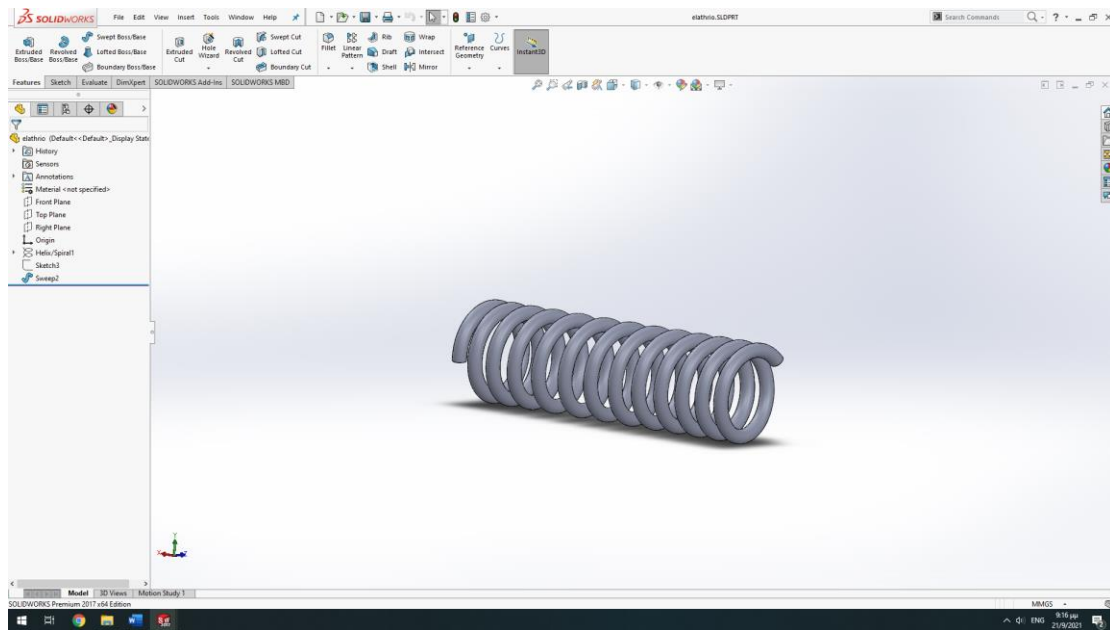 SOLIDWORKS File Edit View Insert Tools Window Help elathrio.SLDPRT Search Commands
Extruded Boss/Base Revolved Boss/Base Swept Boss/Base Lofted Boss/Base Boundary Boss/Base Extruded Cut Hole Wizard Revolved Cut Swept Cut Lofted Cut Boundary Cut Fillet Linear Pattern Rib Draft Shell Wrap Intersect Mirror Reference Geometry Curves Instant3D
Features Sketch Evaluate DimXpert SOLIDWORKS Add-Ins SOLIDWORKS MBD
elathrio (Default<<Default>_Display State
History
Sensors
Annotations
Material <not specified>
Front Plane
Top Plane
Right Plane
Origin
Helix/Spiral1
Sketch3
Sweep2
Y
Model 3D Views Motion Study 1
SOLIDWORKS Premium 2017 x64 Edition MMGS
ENG 9:16 μμ
21/9/2021